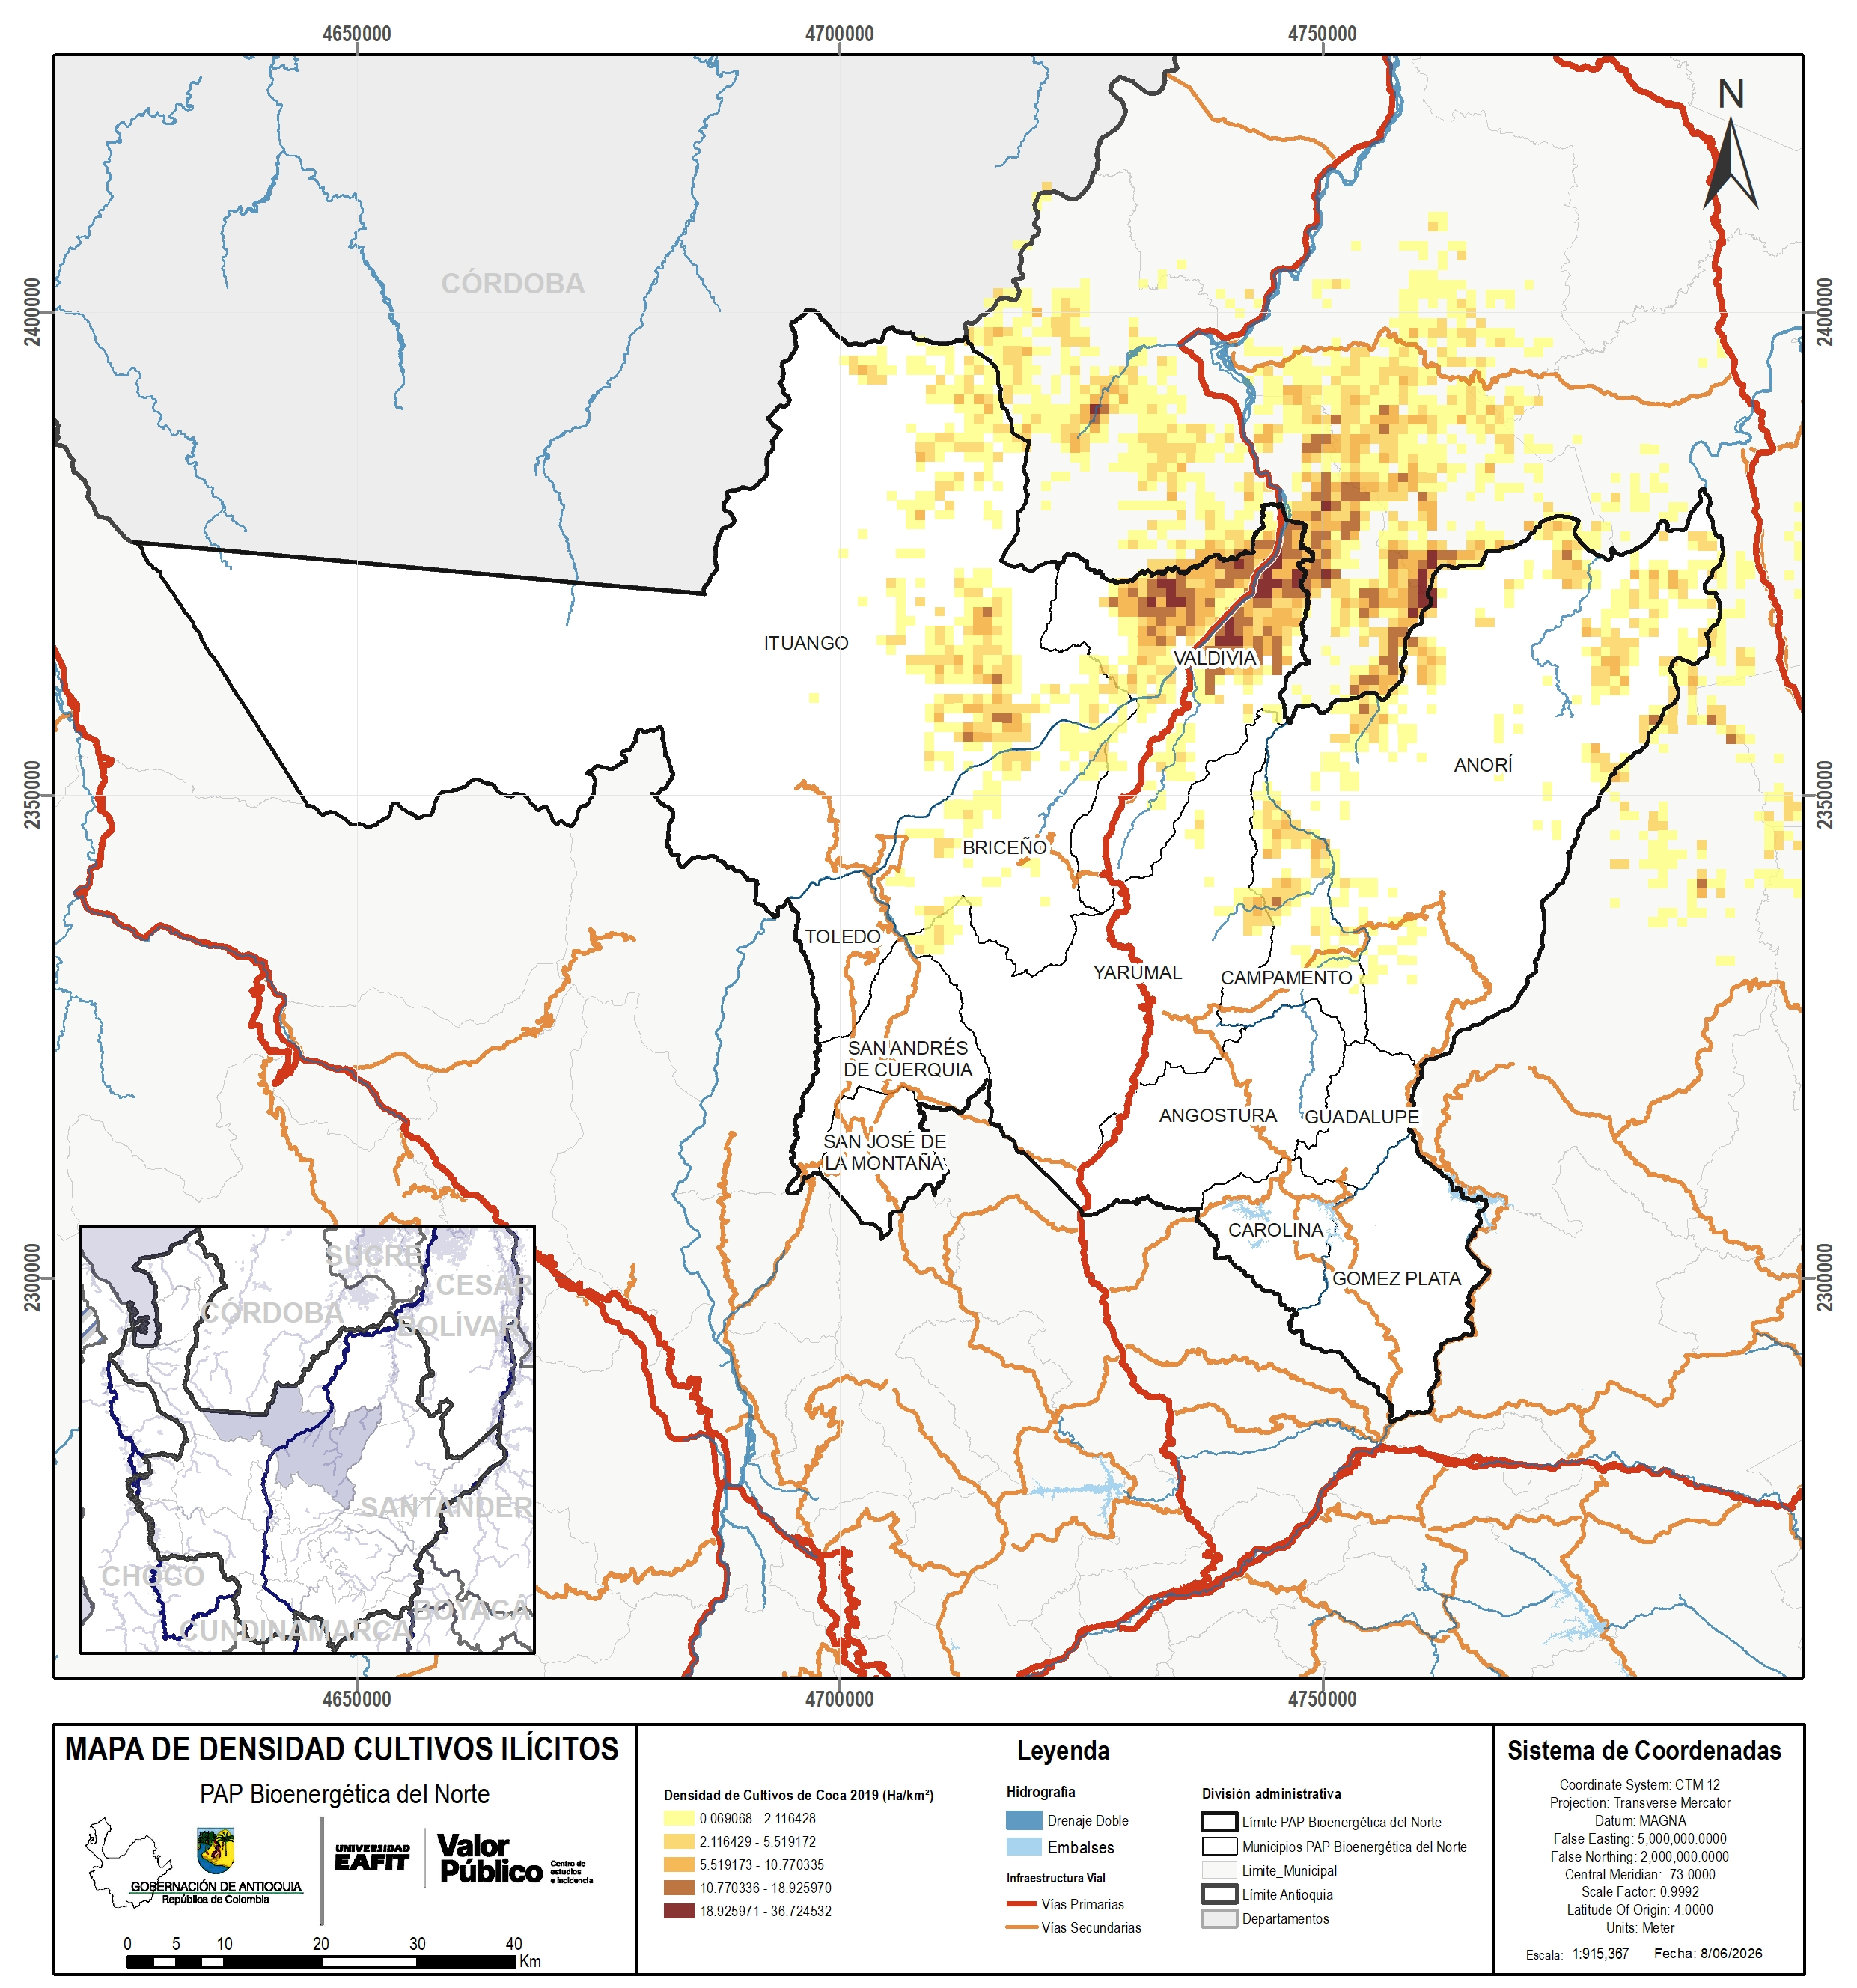 4650000 4700000 4750000
N
CÓRDOBA
2400000 2400000
ITUANGO
VALDIVIA
ANORÍ
2350000 2350000
BRICEÑO
TOLEDO
YARUMAL
CAMPAMENTO
SAN ANDRÉS
DE CUERQUIA
ANGOSTURA
GUADALUPE
SAN JOSÉ DE
LA MONTAÑA
CAROLINA
GOMEZ PLATA
2300000 2300000
SUCRE
CESAR
CÓRDOBA
BOLÍVAR
SANTANDER
CHOCÓ
BOYACÁ
CUNDINAMARCA
4650000 4700000 4750000
MAPA DE DENSIDAD CULTIVOS ILÍCITOS
PAP Bioenergética del Norte
GOBERNACIÓN DE ANTIOQUIA
República de Colombia
UNIVERSIDAD
EAFIT
Valor
Público
Centro de
estudios
e incidencia
0 5 10 20 30 40
Km
Leyenda
Densidad de Cultivos de Coca 2019 (Ha/km²)
0.069068 - 2.116428
2.116429 - 5.519172
5.519173 - 10.770335
10.770336 - 18.925970
18.925971 - 36.724532
Hidrografia
Drenaje Doble
Embalses
Infraestructura Vial
Vías Primarias
Vías Secundarias
División administrativa
Límite PAP Bioenergética del Norte
Municipios PAP Bioenergética del Norte
Limite_Municipal
Límite Antioquia
Departamentos
Sistema de Coordenadas
Coordinate System: CTM 12
Projection: Transverse Mercator
Datum: MAGNA
False Easting: 5,000,000.0000
False Northing: 2,000,000.0000
Central Meridian: -73.0000
Scale Factor: 0.9992
Latitude Of Origin: 4.0000
Units: Meter
Escala: 1:915,367 Fecha: 8/06/2026